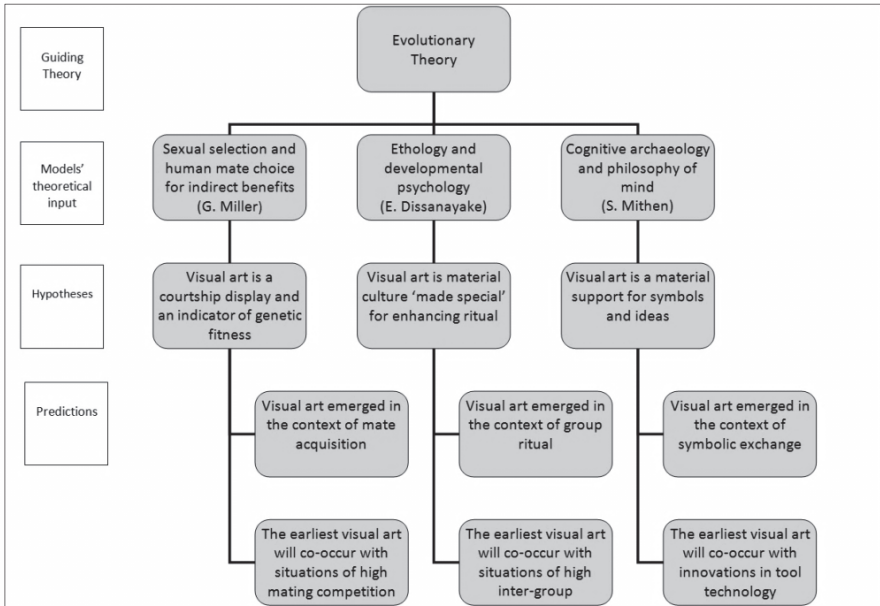 Guiding
Theory
Evolutionary
Theory
Models'
theoretical
input
Sexual selection and
human mate choice
for indirect benefits
(G. Miller)
Ethology and
developmental
psychology
(E. Dissanayake)
Cognitive archaeology
and philosophy of
mind
(S. Mithen)
Hypotheses
Visual art is a
courtship display and
an indicator of genetic
fitness
Visual art is material
culture ‘made special’
for enhancing ritual
Visual art is a material
support for symbols
and ideas
Predictions
Visual art emerged in
the context of mate
acquisition
Visual art emerged in
the context of group
ritual
Visual art emerged in
the context of
symbolic exchange
The earliest visual art
will co-occur with
situations of high
mating competition
The earliest visual art
will co-occur with
situations of high
inter-group
The earliest visual art
will co-occur with
innovations in tool
technology